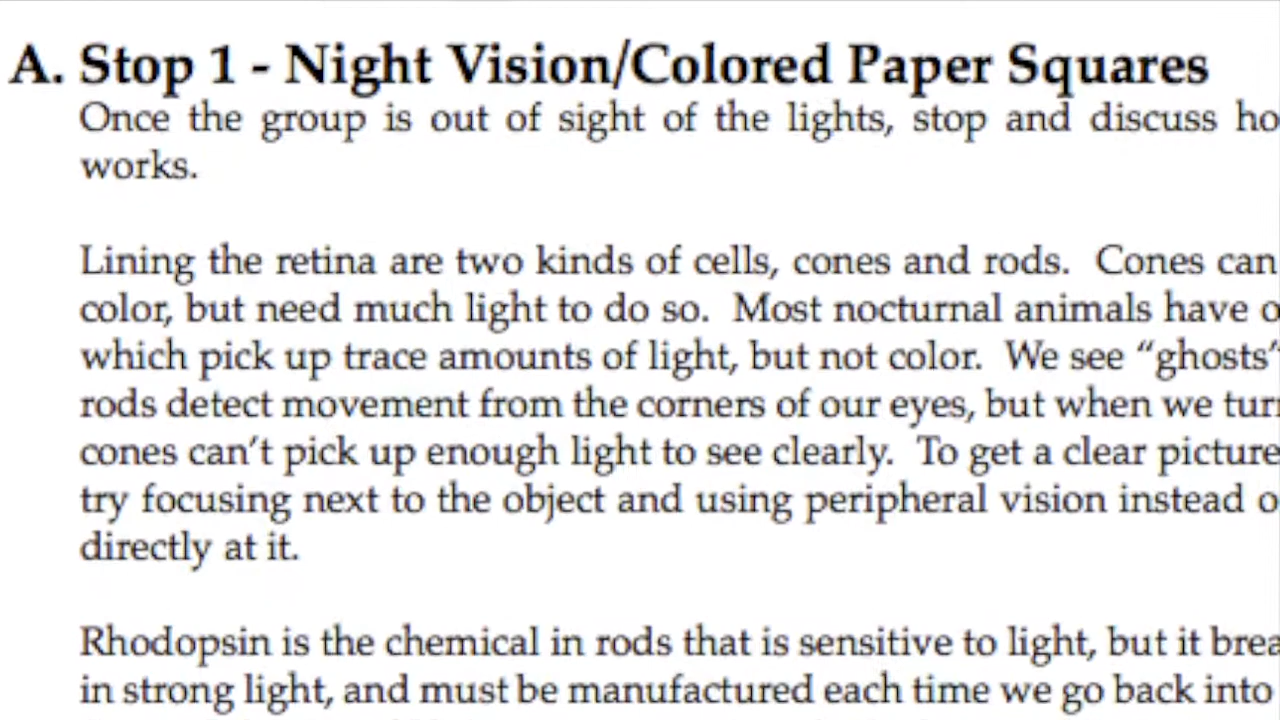 A. Stop 1 - Night Vision/Colored Paper Squares
Once the group is out of sight of the lights, stop and discuss
works.
Lining the retina are two kinds of cells, cones and rods. Cones can
color, but need much light to do so. Most nocturnal animals have
which pick up trace amounts of light, but not color. We see “ghosts”
rods detect movement from the corners of our eyes, but when we
cones can’t pick up enough light to see clearly. To get a clear picture
try focusing next to the object and using peripheral vision instead
directly at it.
Rhodopsin is the chemical in rods that is sensitive to light, but it
in strong light, and must be manufactured each time we go back into